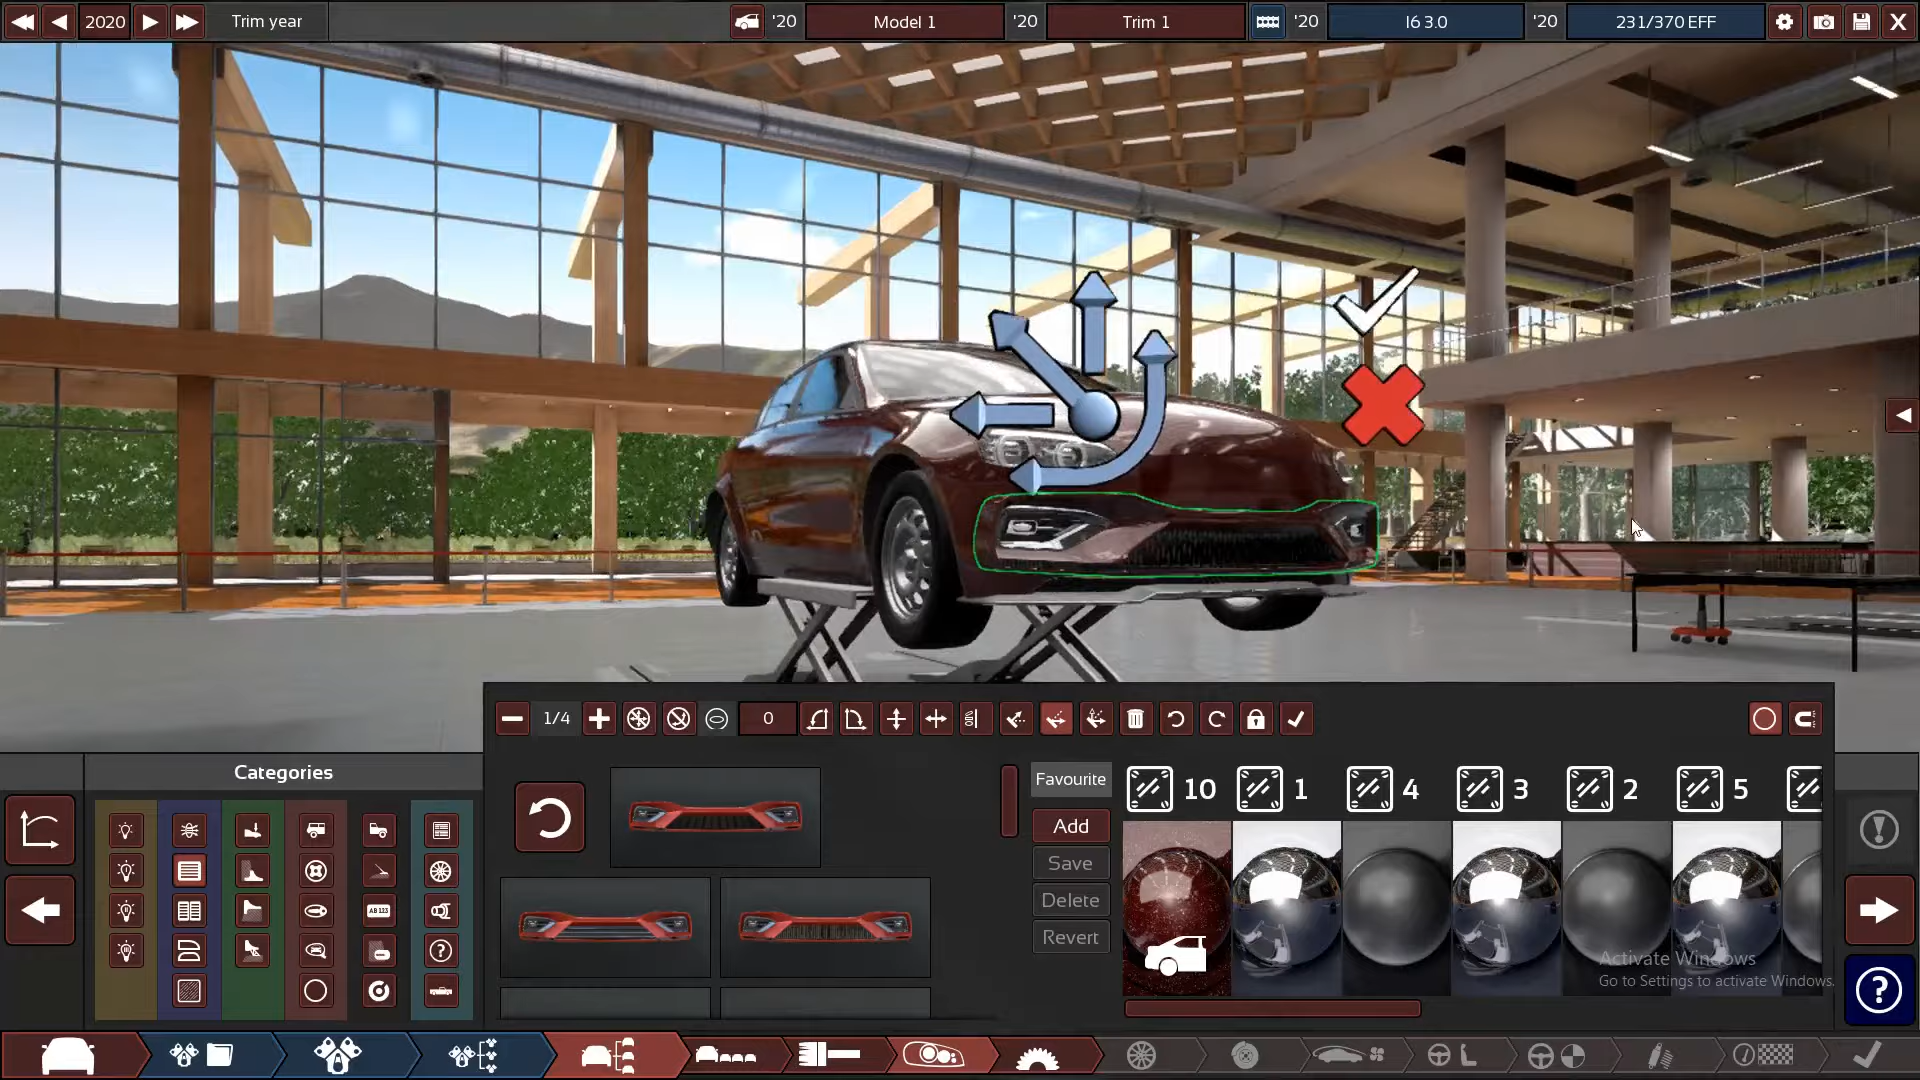 2020 Trim year '20 Model 1 '20 Trim 1 '20 I6 3.0 '20 231/370 EFF
1/4 0
Categories
AB 123
Favourite 10 1 4 3 2 5
Add
Save
Delete
Revert
Activate Windows
Go to Settings to activate Windows.